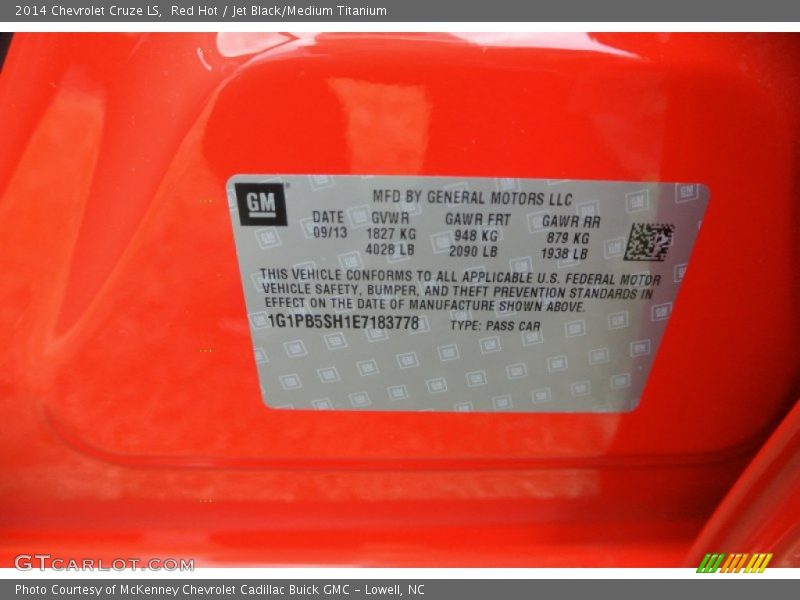 2014 Chevrolet Cruze LS, Red Hot / Jet Black/Medium Titanium
GM
MFD BY GENERAL MOTORS LLC
DATE GVWR GAWR FRT GAWR RR
09/13 1827 KG 948 KG 879 KG
4028 LB 2090 LB 1938 LB
THIS VEHICLE CONFORMS TO ALL APPLICABLE U.S. FEDERAL MOTOR
VEHICLE SAFETY, BUMPER, AND THEFT PREVENTION STANDARDS IN
EFFECT ON THE DATE OF MANUFACTURE SHOWN ABOVE.
1G1PB5SH1E7183778 TYPE: PASS CAR
GTCARLOT.COM
Photo Courtesy of McKenney Chevrolet Cadillac Buick GMC - Lowell, NC